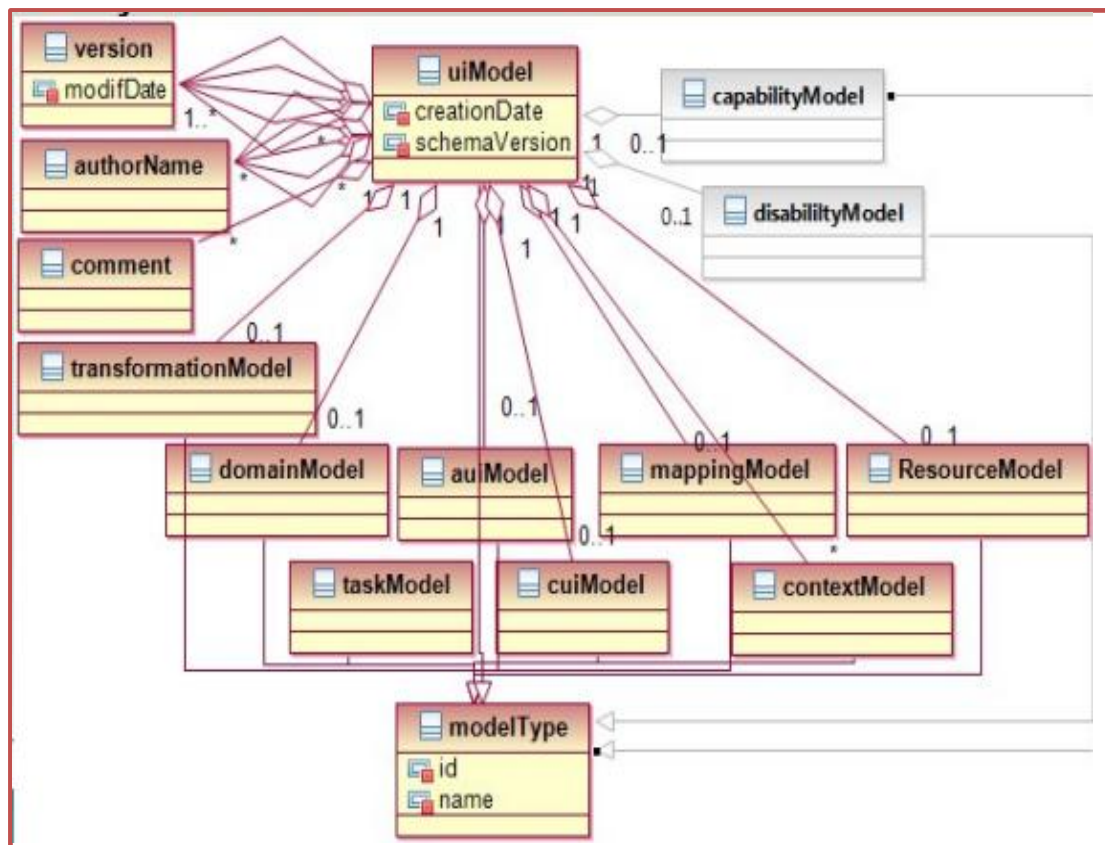 version
modifDate
1..*
authorName
*
*
*
comment
*
uiModel
creationDate
schemaVersion
capabilityModel
1
0..1
disabililtyModel
1
0..1
1
1
1
1
1
1
1
1
transformationModel
0..1
domainModel
0..1
auiModel
0..1
mappingModel
0..1
ResourceModel
0..1
taskModel
cuiModel
0..1
contextModel
*
modelType
id
name